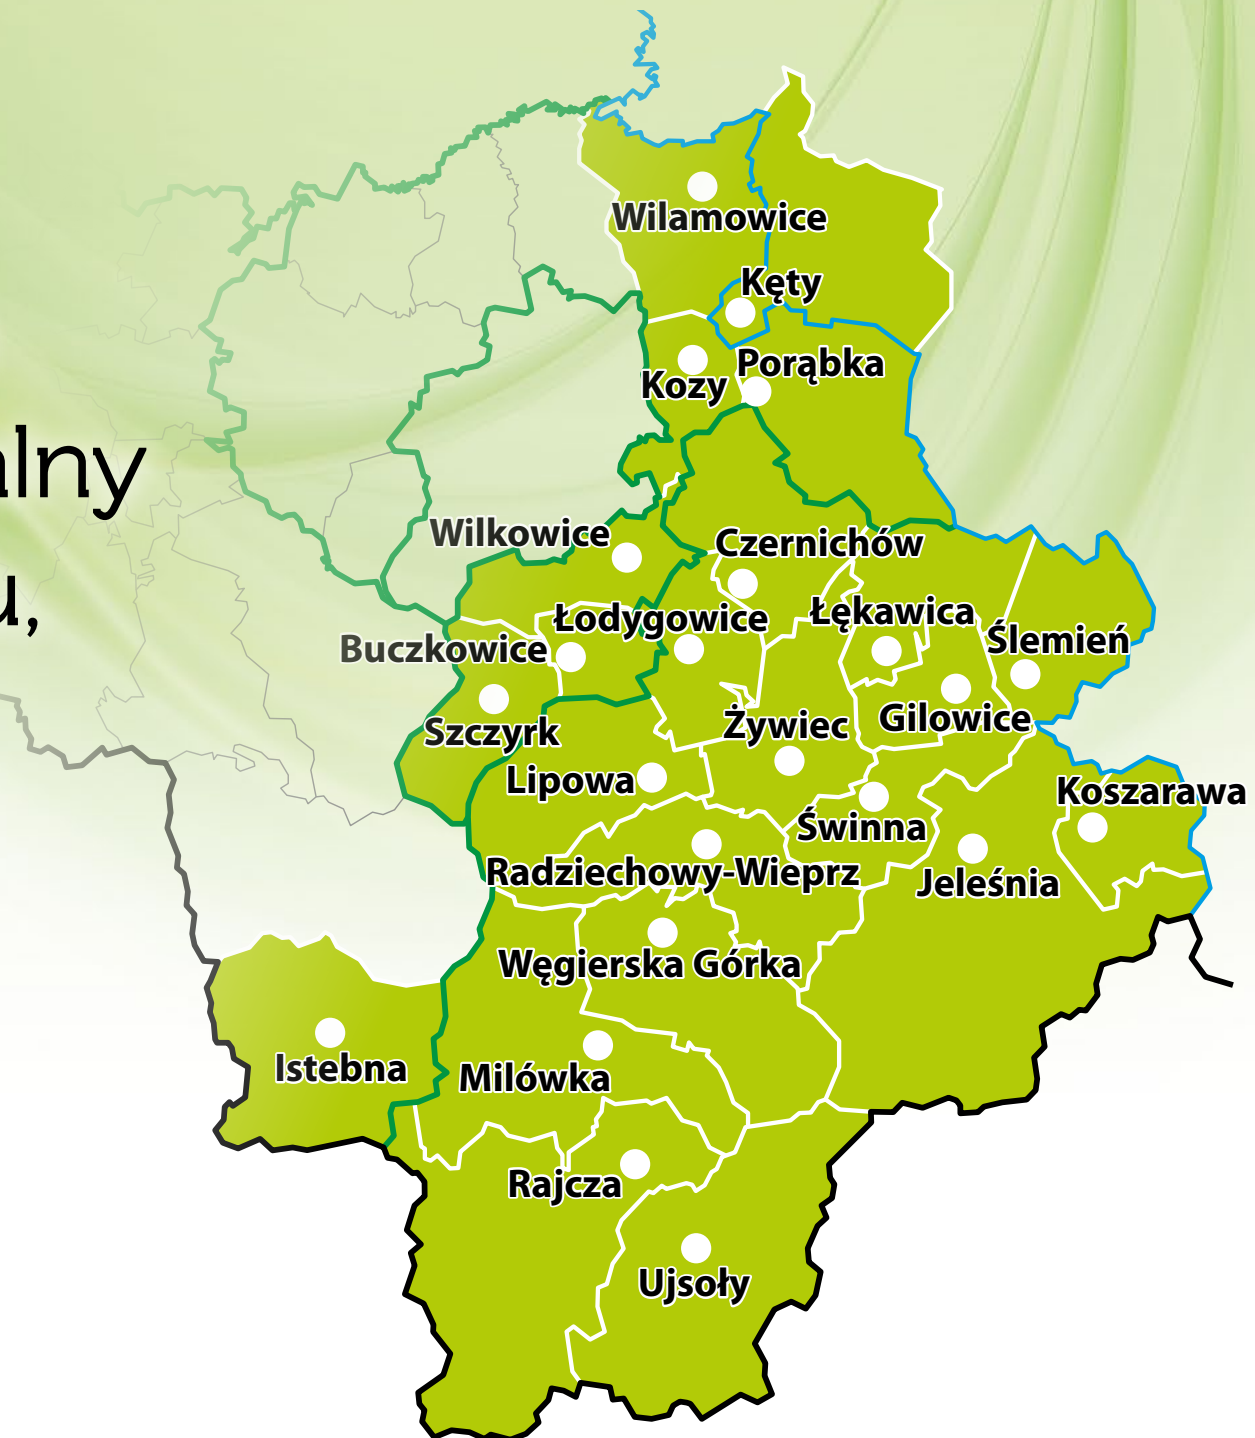 Wilamowice
Kęty
Porąbka
Kozy
alny
Wilkowice
Czernichów
u,
Łodygowice
Łękawica
Ślemień
Buczkowice
Szczyrk
Żywiec
Gilowice
Lipowa
Koszarawa
Świnna
Radziechowy-Wieprz
Jeleśnia
Węgierska Górka
Istebna
Milówka
Rajcza
Ujsoły